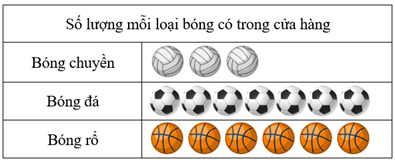 Số lượng mỗi loại bóng có trong cửa hàng
Bóng chuyền
Bóng đá
Bóng rổ